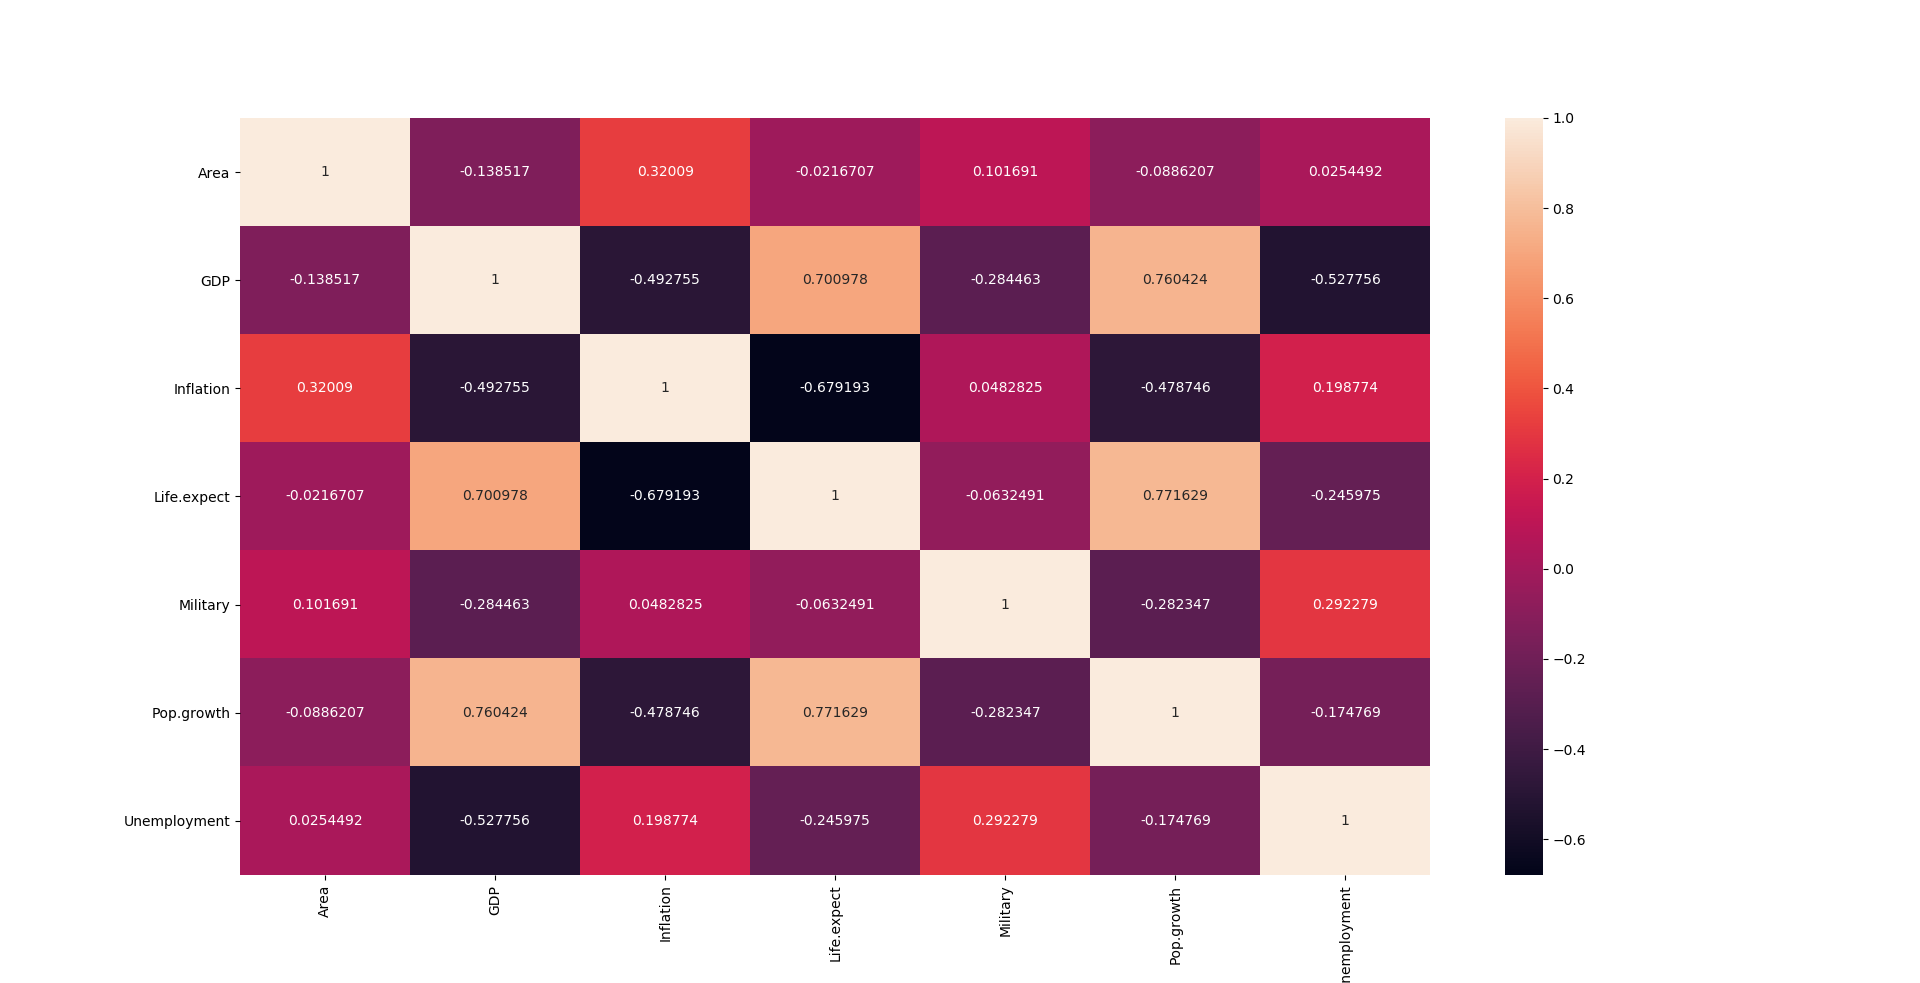 1.0
Area 1 -0.138517 0.32009 -0.0216707 0.101691 -0.0886207 0.0254492
0.8
GDP -0.138517 1 -0.492755 0.700978 -0.284463 0.760424 -0.527756
0.6
Inflation 0.32009 -0.492755 1 -0.679193 0.0482825 -0.478746 0.198774
0.4
0.2
Life.expect -0.0216707 0.700978 -0.679193 1 -0.0632491 0.771629 -0.245975
0.0
Military 0.101691 -0.284463 0.0482825 -0.0632491 1 -0.282347 0.292279
−0.2
Pop.growth -0.0886207 0.760424 -0.478746 0.771629 -0.282347 1 -0.174769
−0.4
Unemployment 0.0254492 -0.527756 0.198774 -0.245975 0.292279 -0.174769 1
−0.6
Area
GDP
Inflation
Life.expect
Military
Pop.growth
nemployment